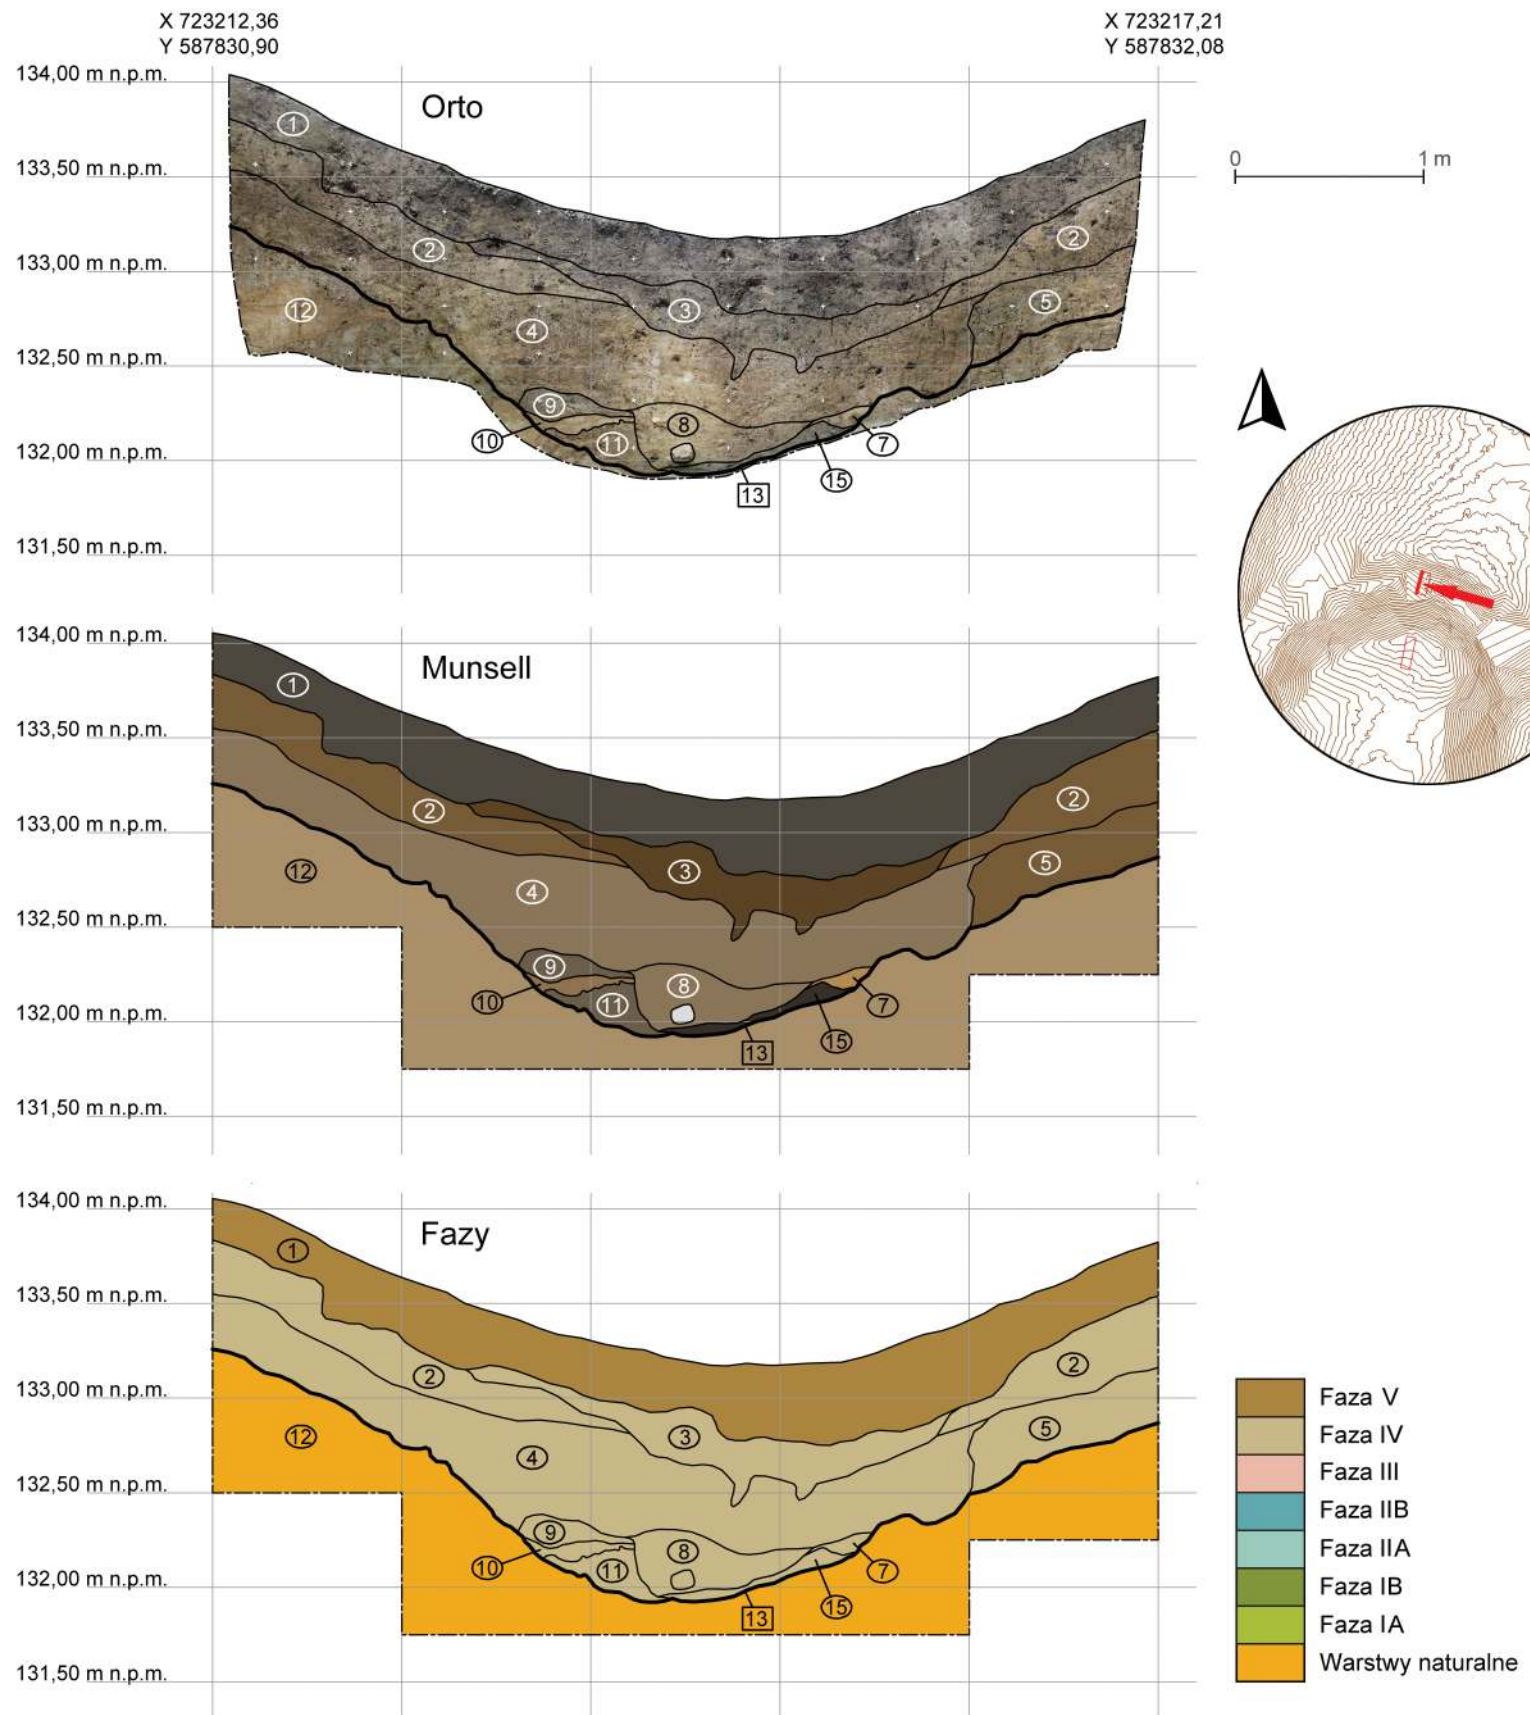 X 723212,36
Y 587830,90
X 723217,21
Y 587832,08
134,00 m n.p.m.
Orto
1
133,50 m n.p.m.
2
2
133,00 m n.p.m.
12
3
5
4
132,50 m n.p.m.
9
8
10
11
7
132,00 m n.p.m.
15
13
131,50 m n.p.m.
0 1 m
134,00 m n.p.m.
Munsell
1
133,50 m n.p.m.
2
2
133,00 m n.p.m.
12
3
5
4
132,50 m n.p.m.
9
8
10
11
7
132,00 m n.p.m.
15
13
131,50 m n.p.m.
134,00 m n.p.m.
Fazy
1
133,50 m n.p.m.
2
2
133,00 m n.p.m.
12
3
5
4
132,50 m n.p.m.
9
8
10
11
7
132,00 m n.p.m.
15
13
131,50 m n.p.m.
Faza V
Faza IV
Faza III
Faza IIB
Faza IIA
Faza IB
Faza IA
Warstwy naturalne